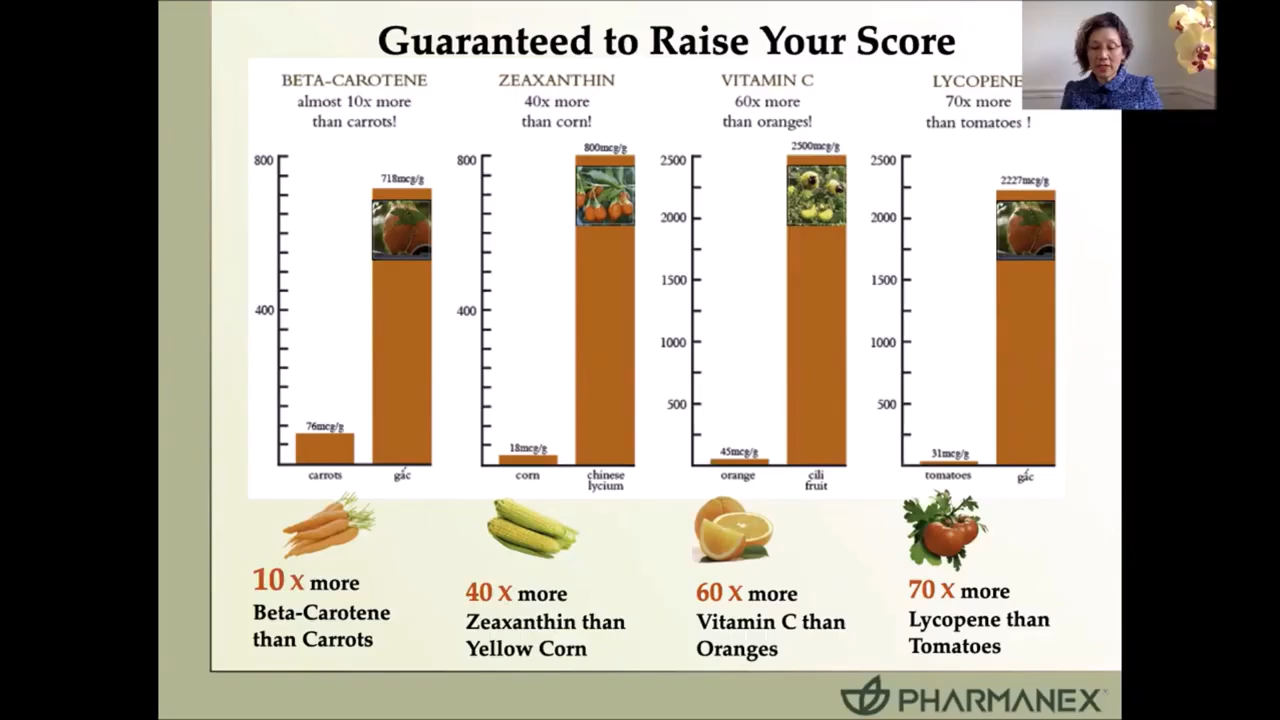 Guaranteed to Raise Your Score
BETA-CAROTENE
almost 10x more
than carrots!
800
718mcg/g
400
76mcg/g
carrots
gấc
ZEAXANTHIN
40x more
than corn!
800
800mcg/g
400
18mcg/g
corn
chinese
lycium
VITAMIN C
60x more
than oranges!
2500
2500mcg/g
2000
1500
1000
500
45mcg/g
orange
cili
fruit
LYCOPENE
70x more
than tomatoes !
2500
2227mcg/g
2000
1500
1000
500
31mcg/g
tomatoes
gấc
10 x more
Beta-Carotene
than Carrots
40 x more
Zeaxanthin than
Yellow Corn
60 x more
Vitamin C than
Oranges
70 x more
Lycopene than
Tomatoes
PHARMANEX